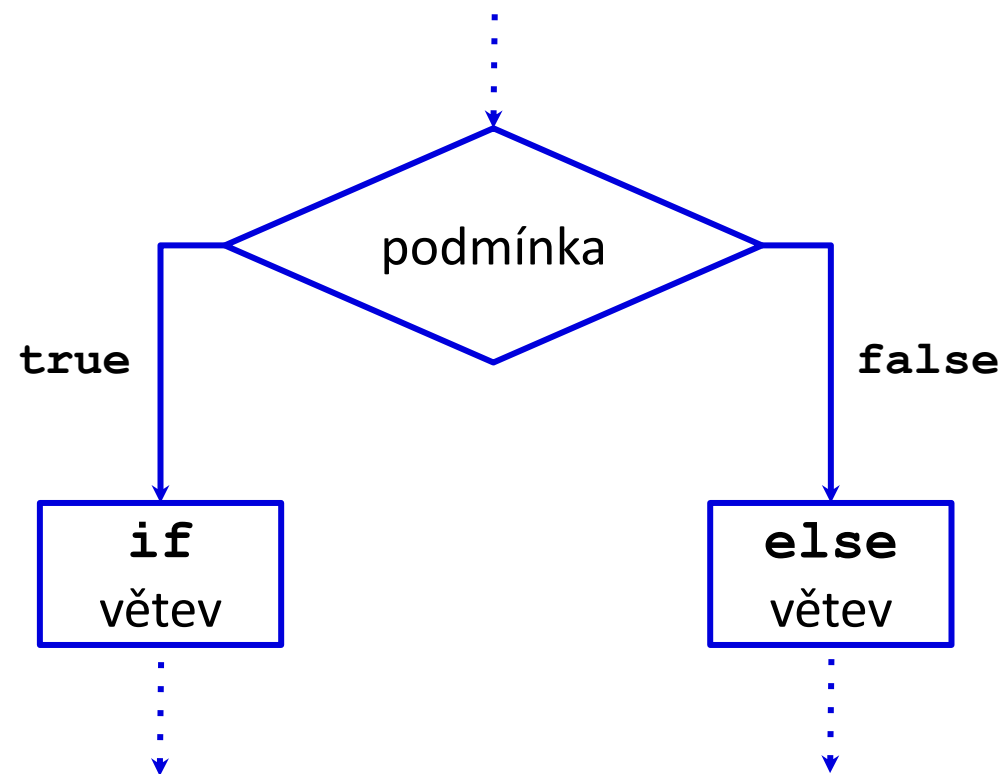 podmínka
true
false
if
větev
else
větev